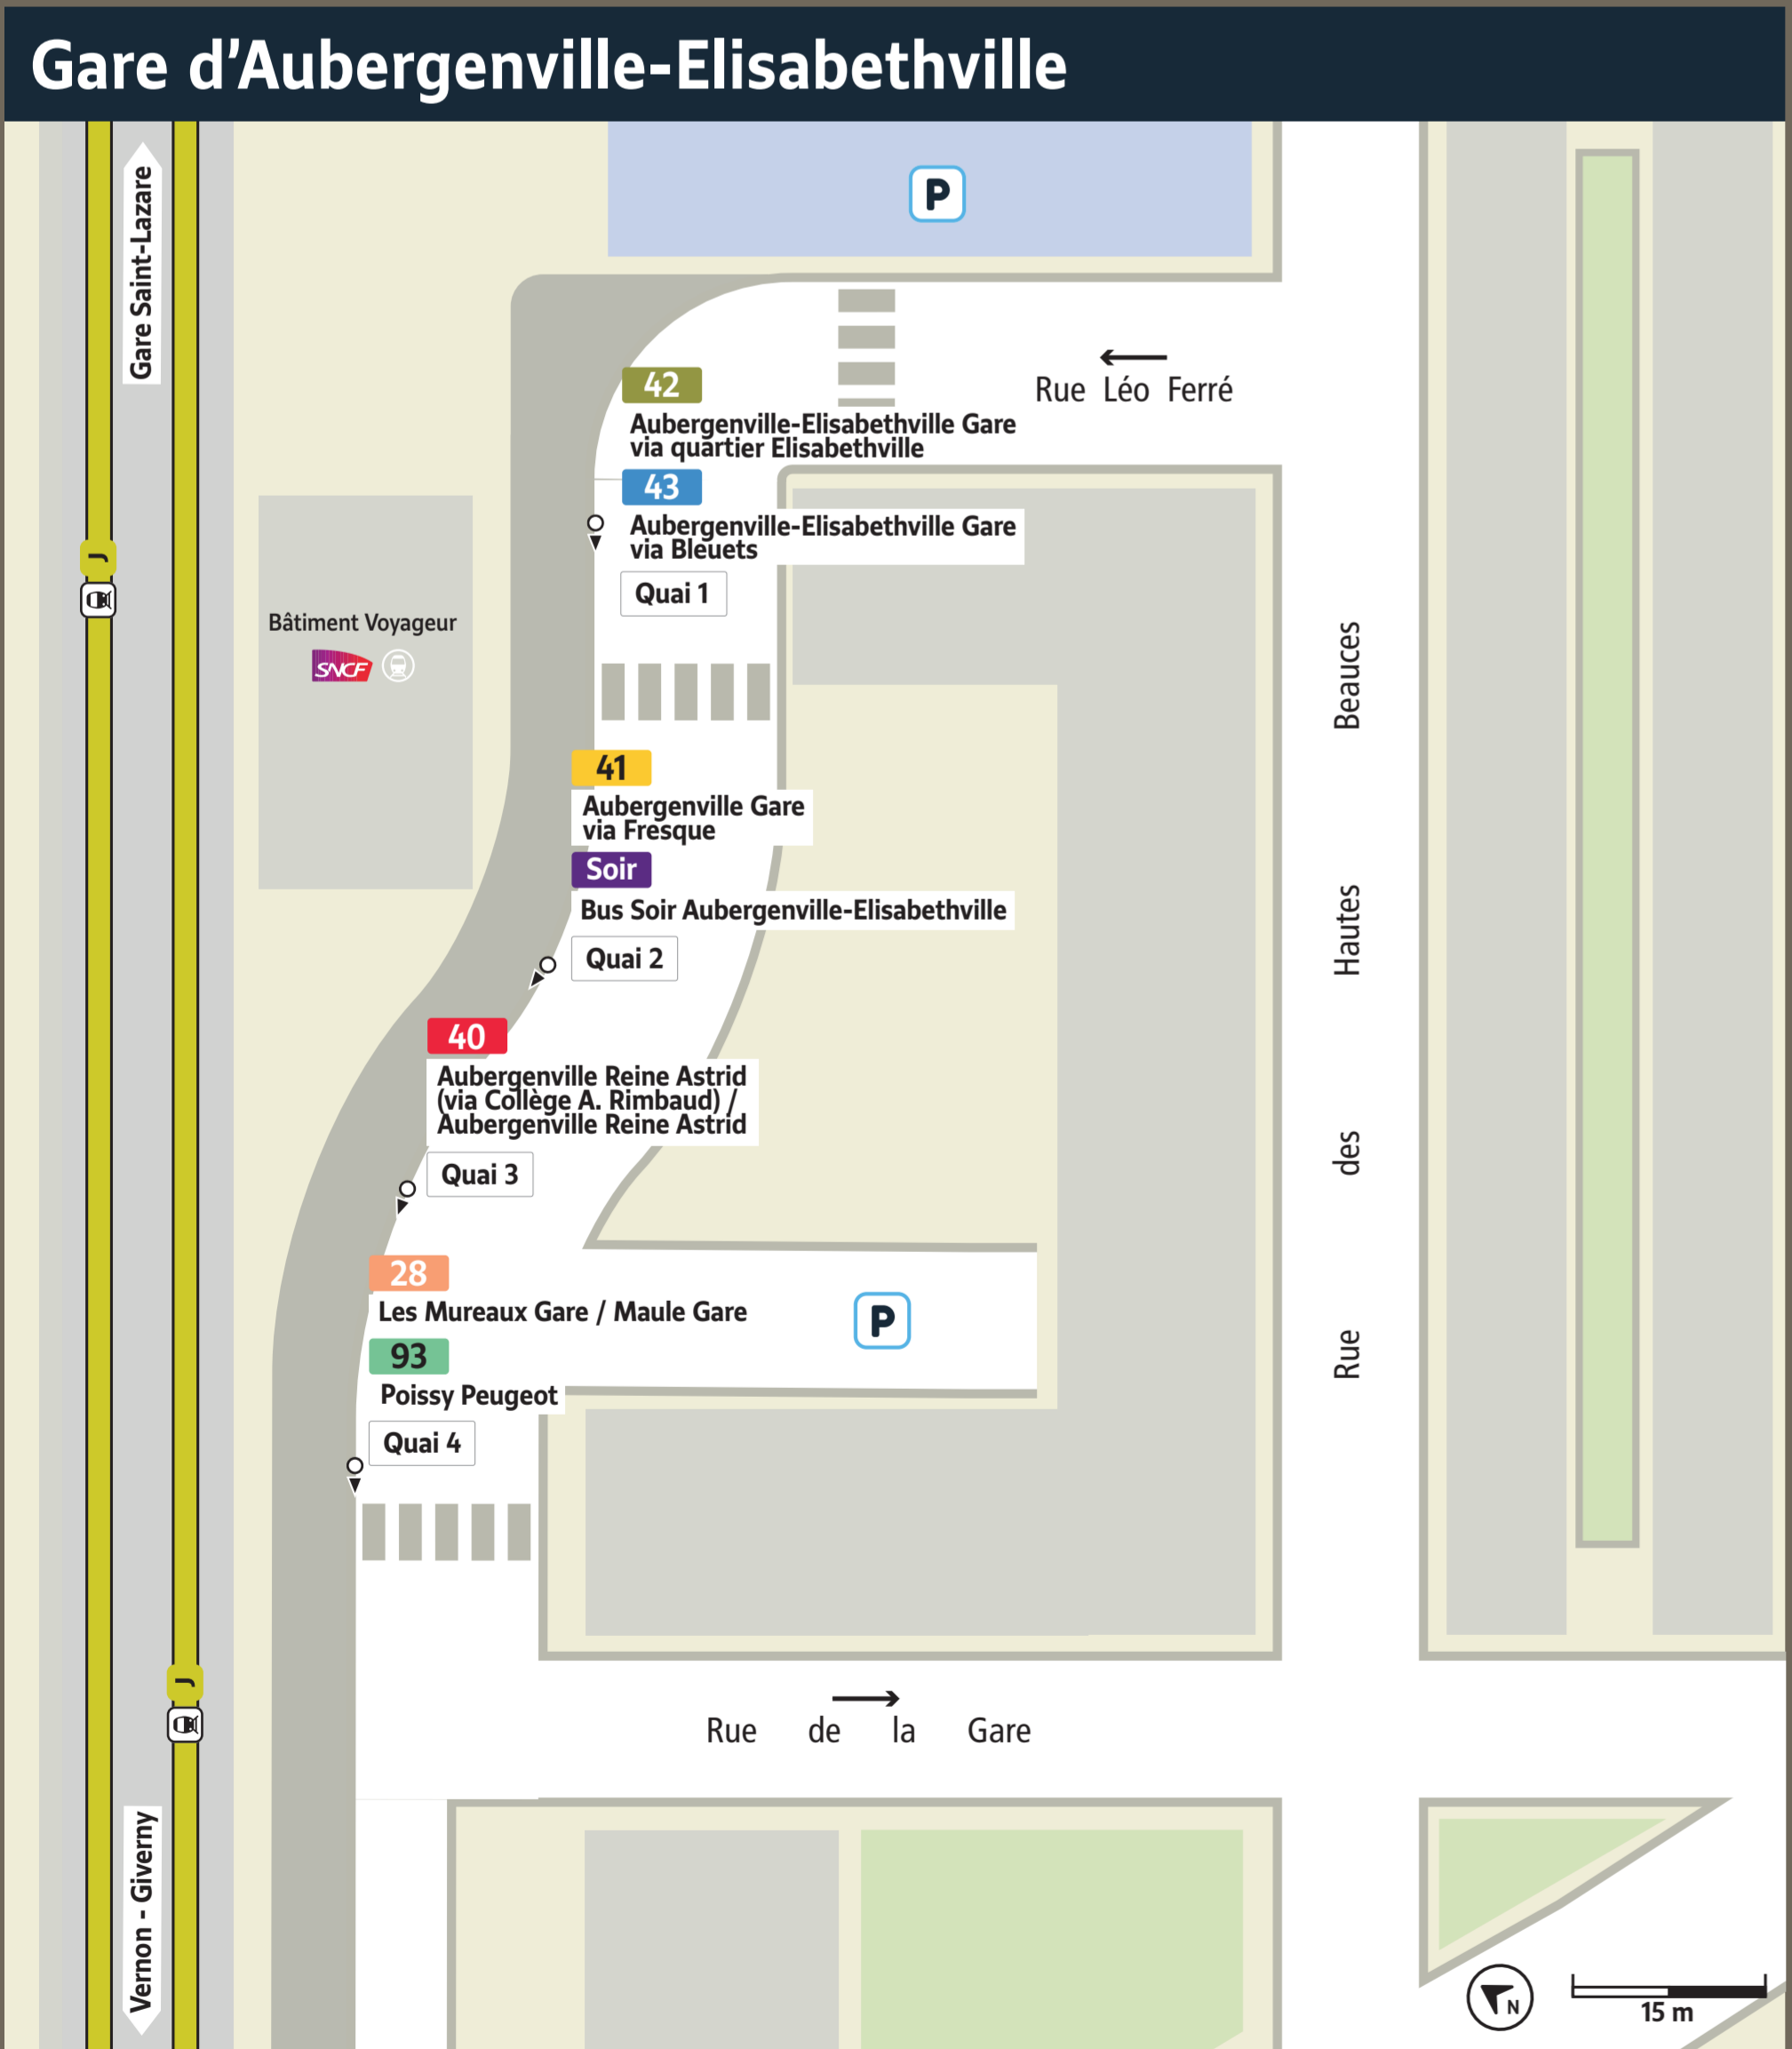 Gare d’Aubergenville-Elisabethville
Gare Saint-Lazare
P
Rue Léo Ferré
42
Aubergenville-Elisabethville Gare
via quartier Elisabethville
43
Aubergenville-Elisabethville Gare
via Bleuets
Quai 1
J
Bâtiment Voyageur
SNCF
41
Aubergenville Gare
via Fresque
Soir
Bus Soir Aubergenville-Elisabethville
Quai 2
40
Aubergenville Reine Astrid
(via Collège A. Rimbaud) /
Aubergenville Reine Astrid
Quai 3
28
Les Mureaux Gare / Maule Gare
P
93
Poissy Peugeot
Quai 4
Rue des Hautes Beauces
J
Rue de la Gare
Vernon - Giverny
N
15 m